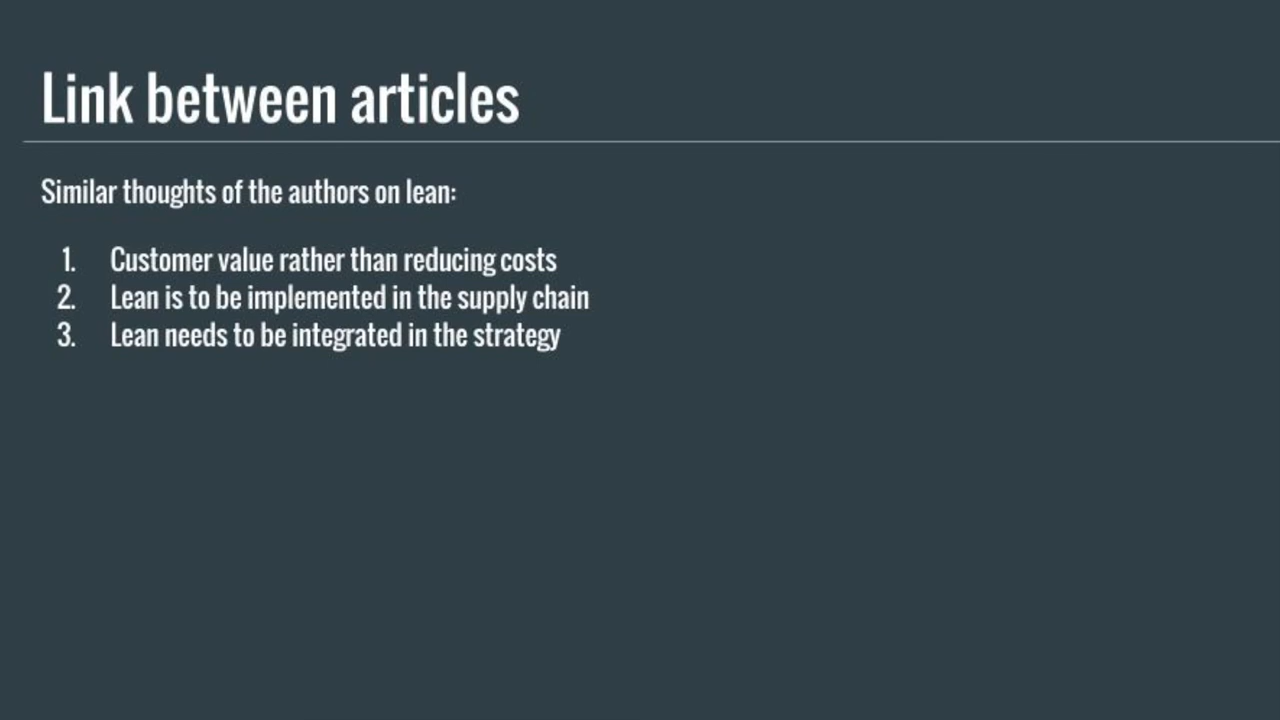 Link between articles
Similar thoughts of the authors on lean:
1. Customer value rather than reducing costs
2. Lean is to be implemented in the supply chain
3. Lean needs to be integrated in the strategy